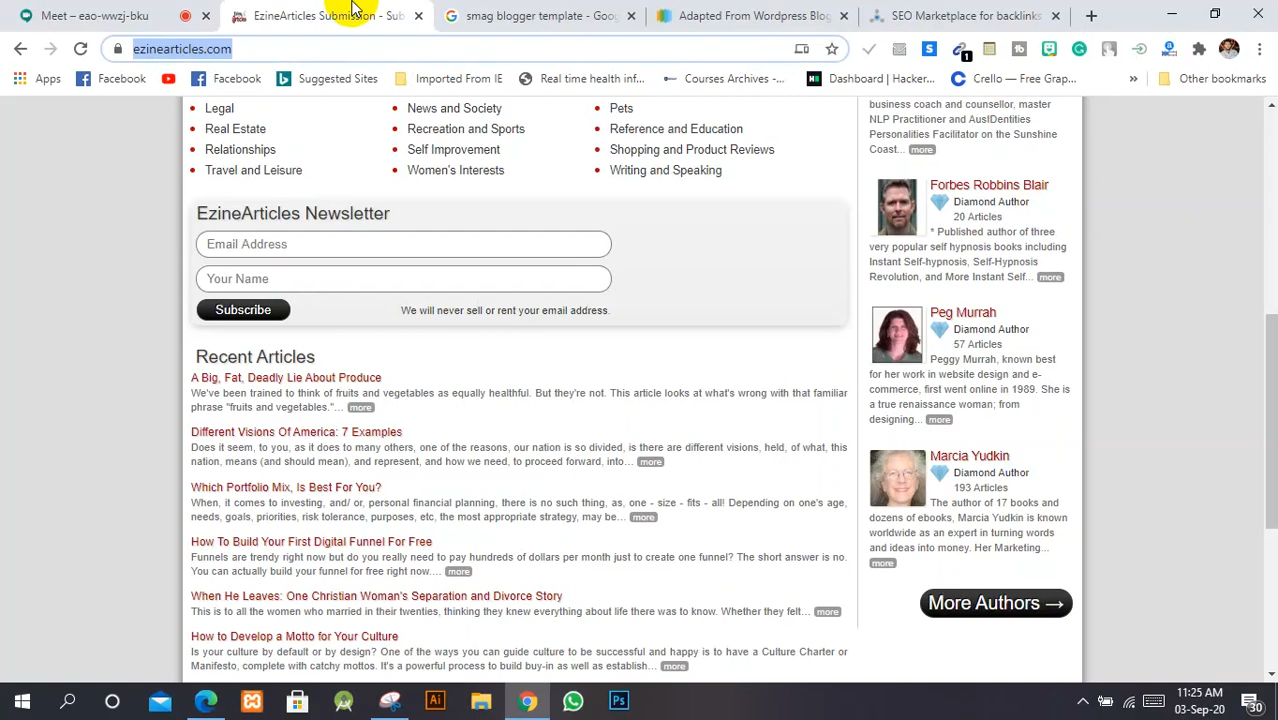 Meet – eao-wwzj-bku
EzineArticles Submission - Sub
smag blogger template - Goog
Adapted From Wordpress Blog
SEO Marketplace for backlinks
ezinearticles.com
1
Apps
Facebook
Facebook
Suggested Sites
Imported From IE
Real time health inf...
Courses Archives -...
Dashboard | Hacker...
Crello — Free Grap...
»
Other bookmarks
Legal
News and Society
Pets
Real Estate
Recreation and Sports
Reference and Education
Relationships
Self Improvement
Shopping and Product Reviews
Travel and Leisure
Women's Interests
Writing and Speaking
EzineArticles Newsletter
Email Address
Your Name
Subscribe
We will never sell or rent your email address.
Recent Articles
A Big, Fat, Deadly Lie About Produce
We've been trained to think of fruits and vegetables as equally healthful. But they're not. This article looks at what's wrong with that familiar
phrase "fruits and vegetables."... more
Different Visions Of America: 7 Examples
Does it seem, to you, as it does to many others, one of the reasons, our nation is so divided, is there are different visions, held, of what, this
nation, means (and should mean), and represent, and how we need, to proceed forward, into... more
Which Portfolio Mix, Is Best For You?
When, it comes to investing, and/ or, personal financial planning, there is no such thing, as, one - size - fits - all! Depending on one's age,
needs, goals, priorities, risk tolerance, purposes, etc, the most appropriate strategy, may be... more
How To Build Your First Digital Funnel For Free
Funnels are trendy right now but do you really need to pay hundreds of dollars per month just to create one funnel? The short answer is no.
You can actually build your funnel for free right now.... more
When He Leaves: One Christian Woman's Separation and Divorce Story
This is to all the women who married in their twenties, thinking they knew everything about life there was to know. Whether they felt... more
How to Develop a Motto for Your Culture
Is your culture by default or by design? One of the ways you can guide culture to be successful and happy is to have a Culture Charter or
Manifesto, complete with catchy mottos. It's a powerful process to build buy-in as well as establish... more
business coach and counsellor, master
NLP Practitioner and AusIDentities
Personalities Facilitator on the Sunshine
Coast... more
Forbes Robbins Blair
Diamond Author
20 Articles
* Published author of three
very popular self hypnosis books including
Instant Self-hypnosis, Self-Hypnosis
Revolution, and More Instant Self... more
Peg Murrah
Diamond Author
57 Articles
Peggy Murrah, known best
for her work in website design and e-
commerce, first went online in 1989. She is
a true renaissance woman; from
designing... more
Marcia Yudkin
Diamond Author
193 Articles
The author of 17 books and
dozens of ebooks, Marcia Yudkin is known
worldwide as an expert in turning words
and ideas into money. Her Marketing...
more
More Authors →
Ai
Ps
11:25 AM
03-Sep-20
30